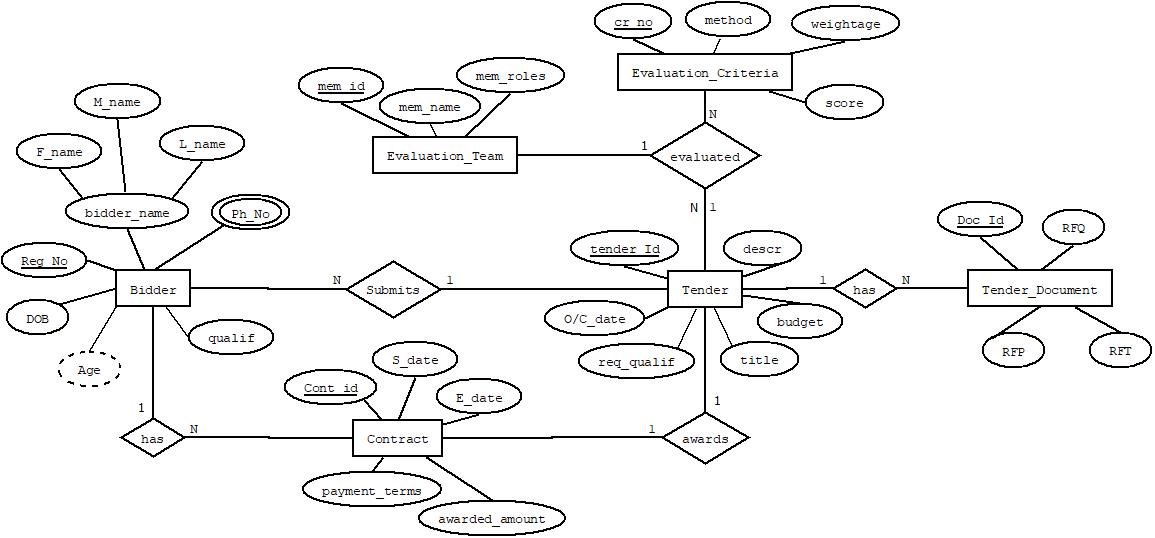 cr_no
method
weightage
Evaluation_Criteria
score
mem_id
mem_name
mem_roles
Evaluation_Team
1
N
evaluated
N 1
M_name
F_name
L_name
bidder_name
Ph_No
Reg_No
Bidder
DOB
Age
qualif
N
Submits
1
tender_Id
descr
Tender
O/C_date
budget
req_qualif
title
1
has
N
Doc_Id
RFQ
Tender_Document
RFP
RFT
1
has
N
Cont_id
S_date
E_date
Contract
payment_terms
awarded_amount
1
1
awards